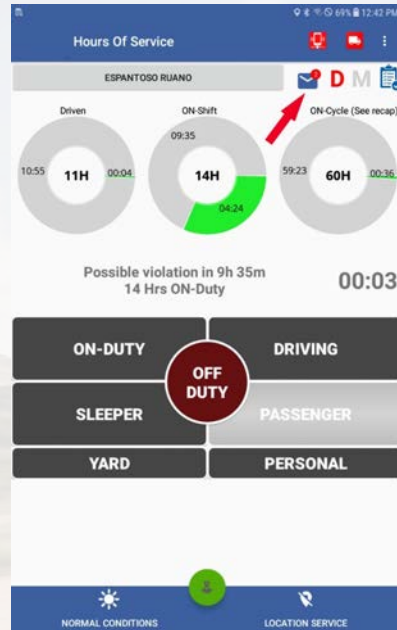 69% 12:42 PM
Hours Of Service
ESPANTOSO RUANO
D M
Driven
ON-Shift
ON-Cycle (See recap)
09:35
10:55 11H 00:04
14H
59:23 60H 00:36
04:24
Possible violation in 9h 35m
14 Hrs ON-Duty
00:03
ON-DUTY
DRIVING
OFF
DUTY
SLEEPER
PASSENGER
YARD
PERSONAL
NORMAL CONDITIONS
LOCATION SERVICE